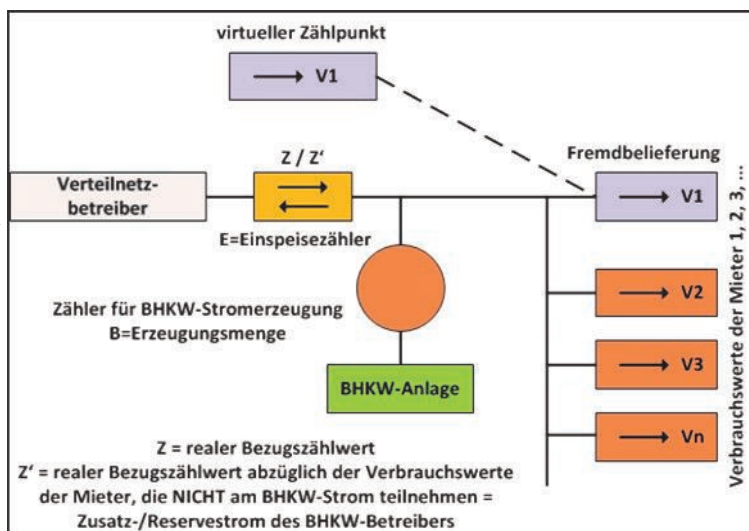 virtueller Zählpunkt
V1
Z / Z‘
Fremdbelieferung
Verteilnetz-
betreiber
V1
E=Einspeisezähler
V2
Zähler für BHKW-Stromerzeugung
B=Erzeugungsmenge
V3
BHKW-Anlage
Vn
Verbrauchswerte der Mieter 1, 2, 3, ...
Z = realer Bezugszählwert
Z‘ = realer Bezugszählwert abzüglich der Verbrauchswerte
der Mieter, die NICHT am BHKW-Strom teilnehmen =
Zusatz-/Reservestrom des BHKW-Betreibers